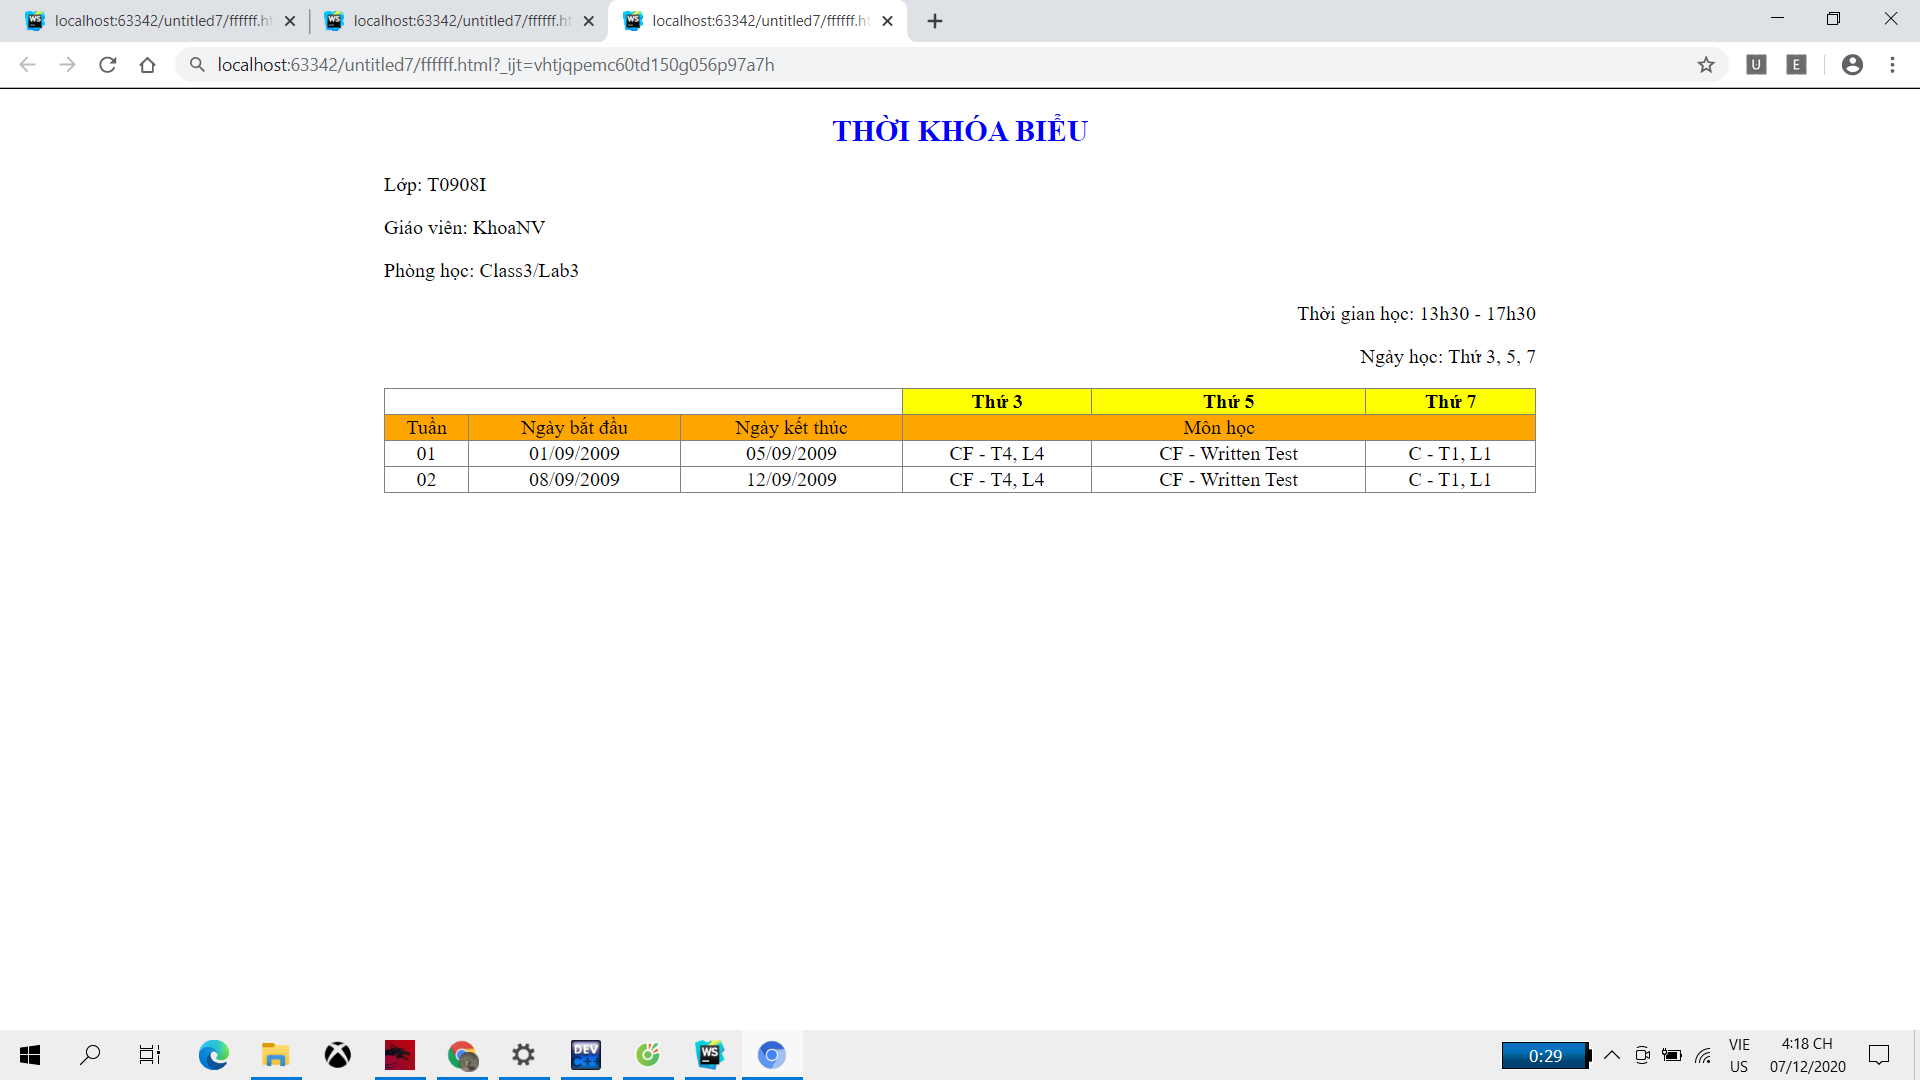 localhost:63342/untitled7/ffffff.ht
localhost:63342/untitled7/ffffff.ht
localhost:63342/untitled7/ffffff.ht
localhost:63342/untitled7/ffffff.html?_ijt=vhtjqpemc60td150g056p97a7h
U E
THỜI KHÓA BIỂU
Lớp: T0908I
Giáo viên: KhoaNV
Phòng học: Class3/Lab3
Thời gian học: 13h30 - 17h30
Ngày học: Thứ 3, 5, 7
Thứ 3 Thứ 5 Thứ 7
Tuần Ngày bắt đầu Ngày kết thúc Môn học
01 01/09/2009 05/09/2009 CF - T4, L4 CF - Written Test C - T1, L1
02 08/09/2009 12/09/2009 CF - T4, L4 CF - Written Test C - T1, L1
DEV C++
WS
0:29
VIE
US
4:18 CH
07/12/2020